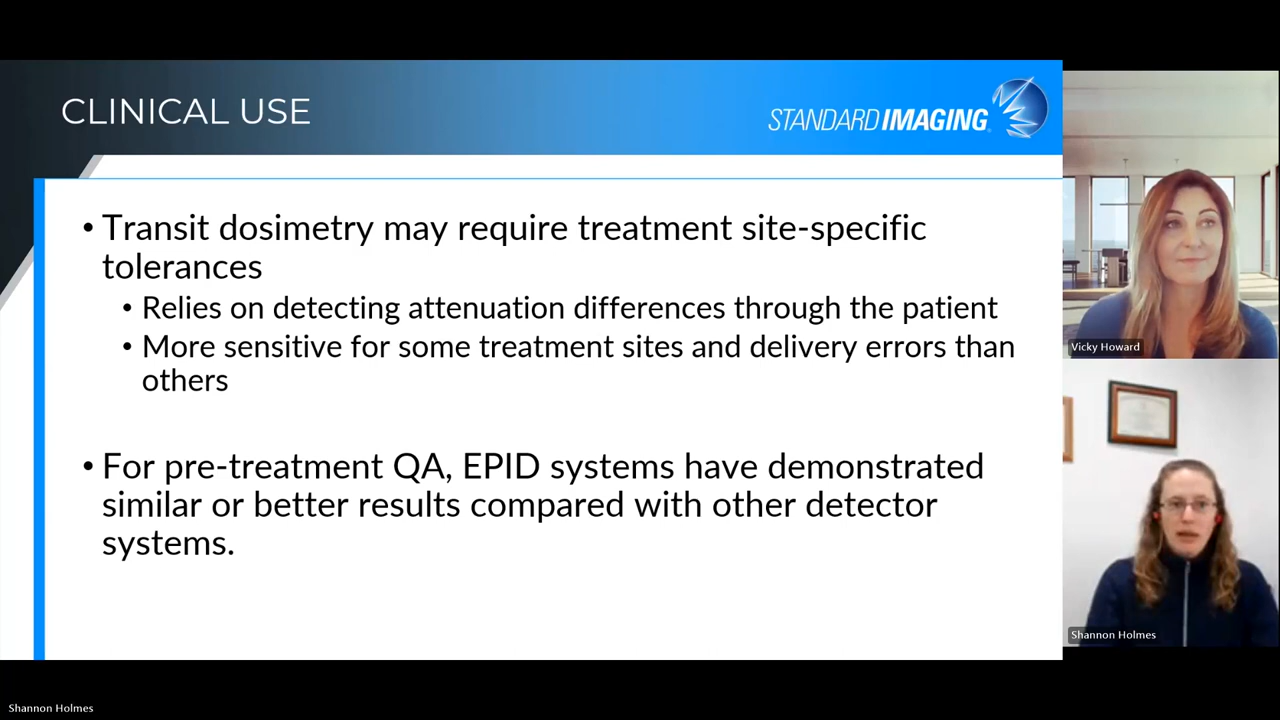 CLINICAL USE
STANDARD IMAGING
• Transit dosimetry may require treatment site-specific
tolerances
• Relies on detecting attenuation differences through the patient
• More sensitive for some treatment sites and delivery errors than
others
• For pre-treatment QA, EPID systems have demonstrated
similar or better results compared with other detector
systems.
Vicky Howard
Shannon Holmes
Shannon Holmes